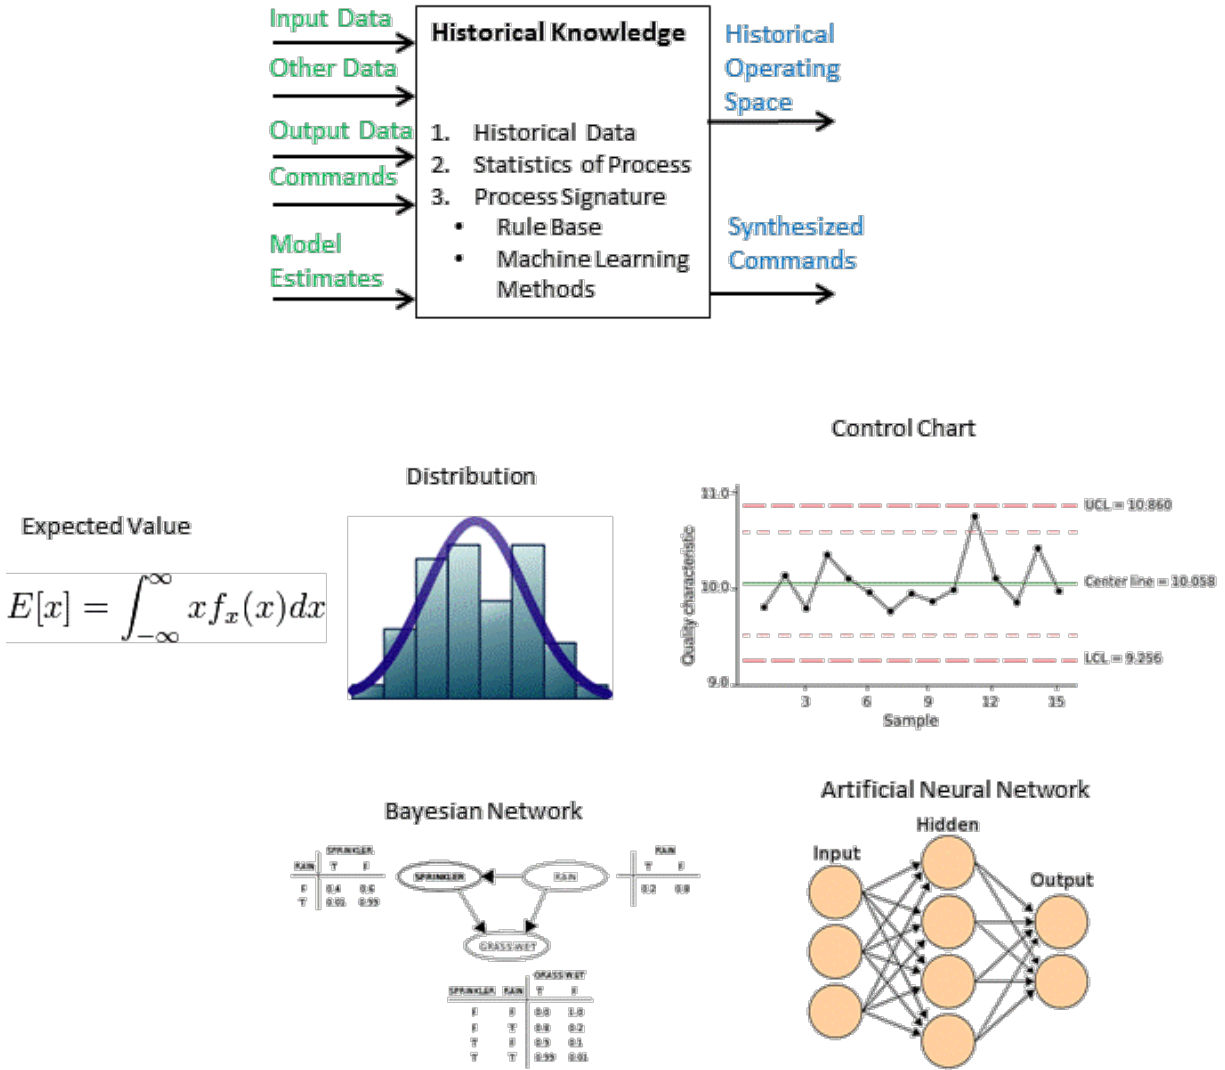 Input Data
Other Data
Output Data
Commands
Model
Estimates
Historical Knowledge
1. Historical Data
2. Statistics of Process
3. Process Signature
• Rule Base
• Machine Learning
Methods
Historical
Operating
Space
Synthesized
Commands
Expected Value
E[x] = ∫_{-∞}^{∞} x f_x(x)dx
Distribution
Control Chart
Quality characteristic
11.0
10.0
9.0
UCL = 10.860
Center line = 10.058
LCL = 9.256
3 6 9 12 15
Sample
Bayesian Network
SPRINKLER
RAIN T F
F 0.4 0.6
T 0.01 0.99
SPRINKLER
RAIN
RAIN
T F
0.2 0.8
GRASS WET
GRASS WET
SPRINKLER RAIN T F
F F 0.0 1.0
F T 0.8 0.2
T F 0.9 0.1
T T 0.99 0.01
Artificial Neural Network
Hidden
Input
Output